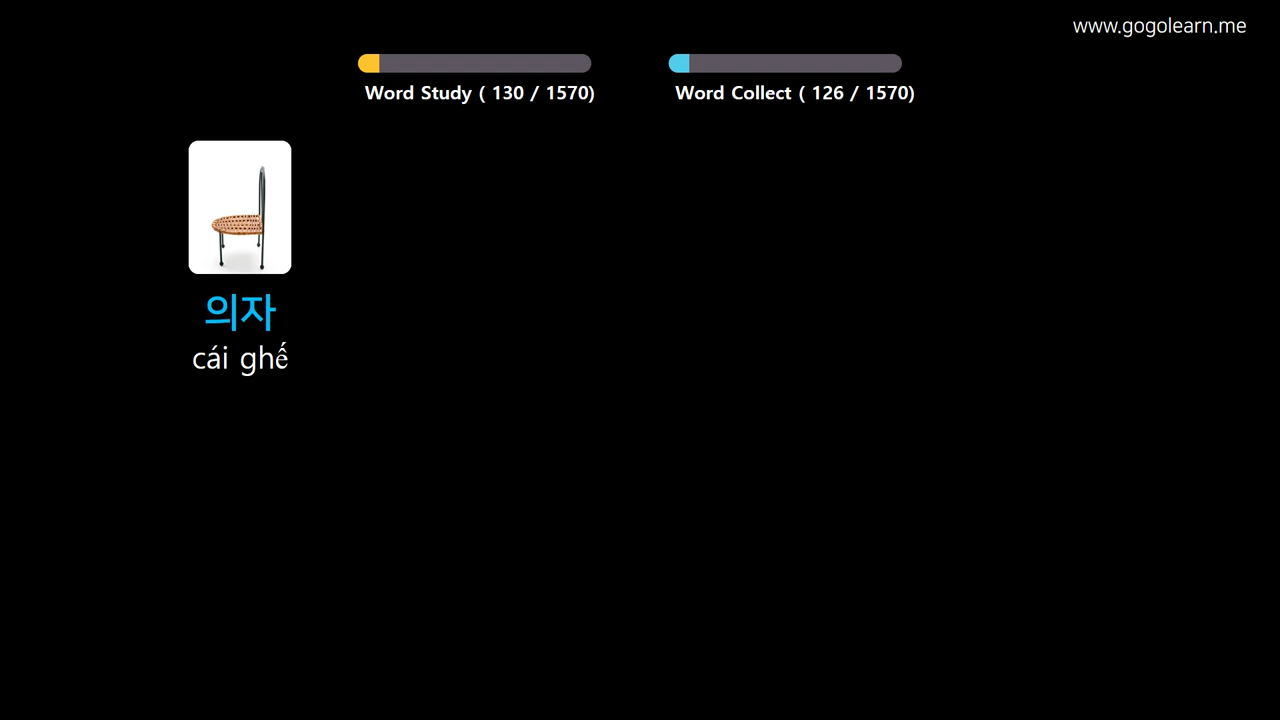 www.gogolearn.me
Word Study ( 130 / 1570)
Word Collect ( 126 / 1570)
의자
cái ghế